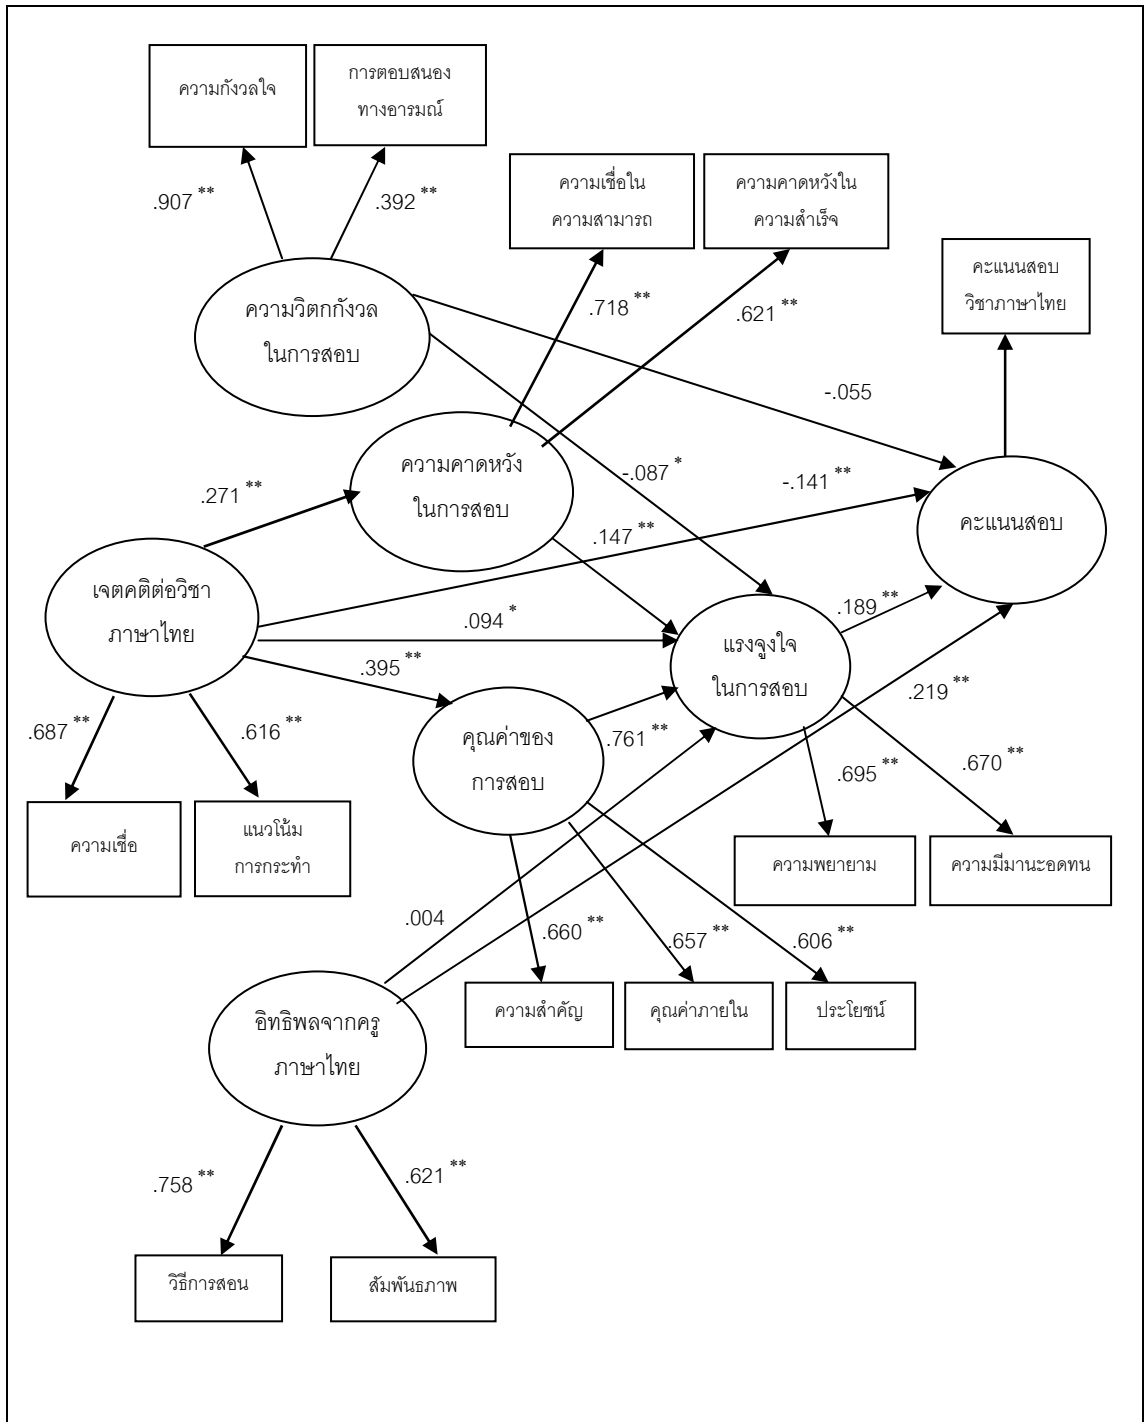 ความกังวลใจ
การตอบสนอง
ทางอารมณ์
.907 **
.392 **
ความเชื่อใน
ความสามารถ
ความคาดหวังใน
ความสำเร็จ
คะแนนสอบ
วิชาภาษาไทย
ความวิตกกังวล
ในการสอบ
.718 **
.621 **
-.055
ความคาดหวัง
ในการสอบ
-.087 *
-.141 **
.271 **
.147 **
คะแนนสอบ
เจตคติต่อวิชา
ภาษาไทย
.094 *
.189 **
แรงจูงใจ
ในการสอบ
.395 **
.219 **
.687 **
.616 **
คุณค่าของ
การสอบ
.761 **
.695 **
.670 **
ความเชื่อ
แนวโน้ม
การกระทำ
ความพยายาม
ความมีมานะอดทน
.004
.660 **
.657 **
.606 **
ความสำคัญ
คุณค่าภายใน
ประโยชน์
อิทธิพลจากครู
ภาษาไทย
.758 **
.621 **
วิธีการสอน
สัมพันธภาพ